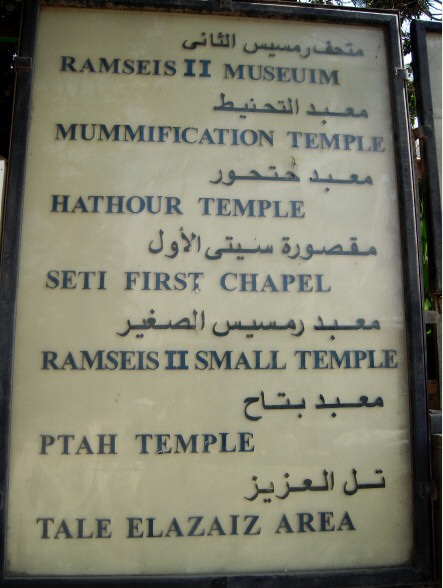 متحف رمسيس الثانى
RAMSEIS II MUSEUIM
معبد التحنيط
MUMMIFICATION TEMPLE
معبد حتحور
HATHOUR TEMPLE
مقصورة سيتى الأول
SETI FIRST CHAPEL
معبد رمسيس الصغير
RAMSEIS II SMALL TEMPLE
معبد بتاح
PTAH TEMPLE
تل العزيز
TALE ELAZAIZ AREA